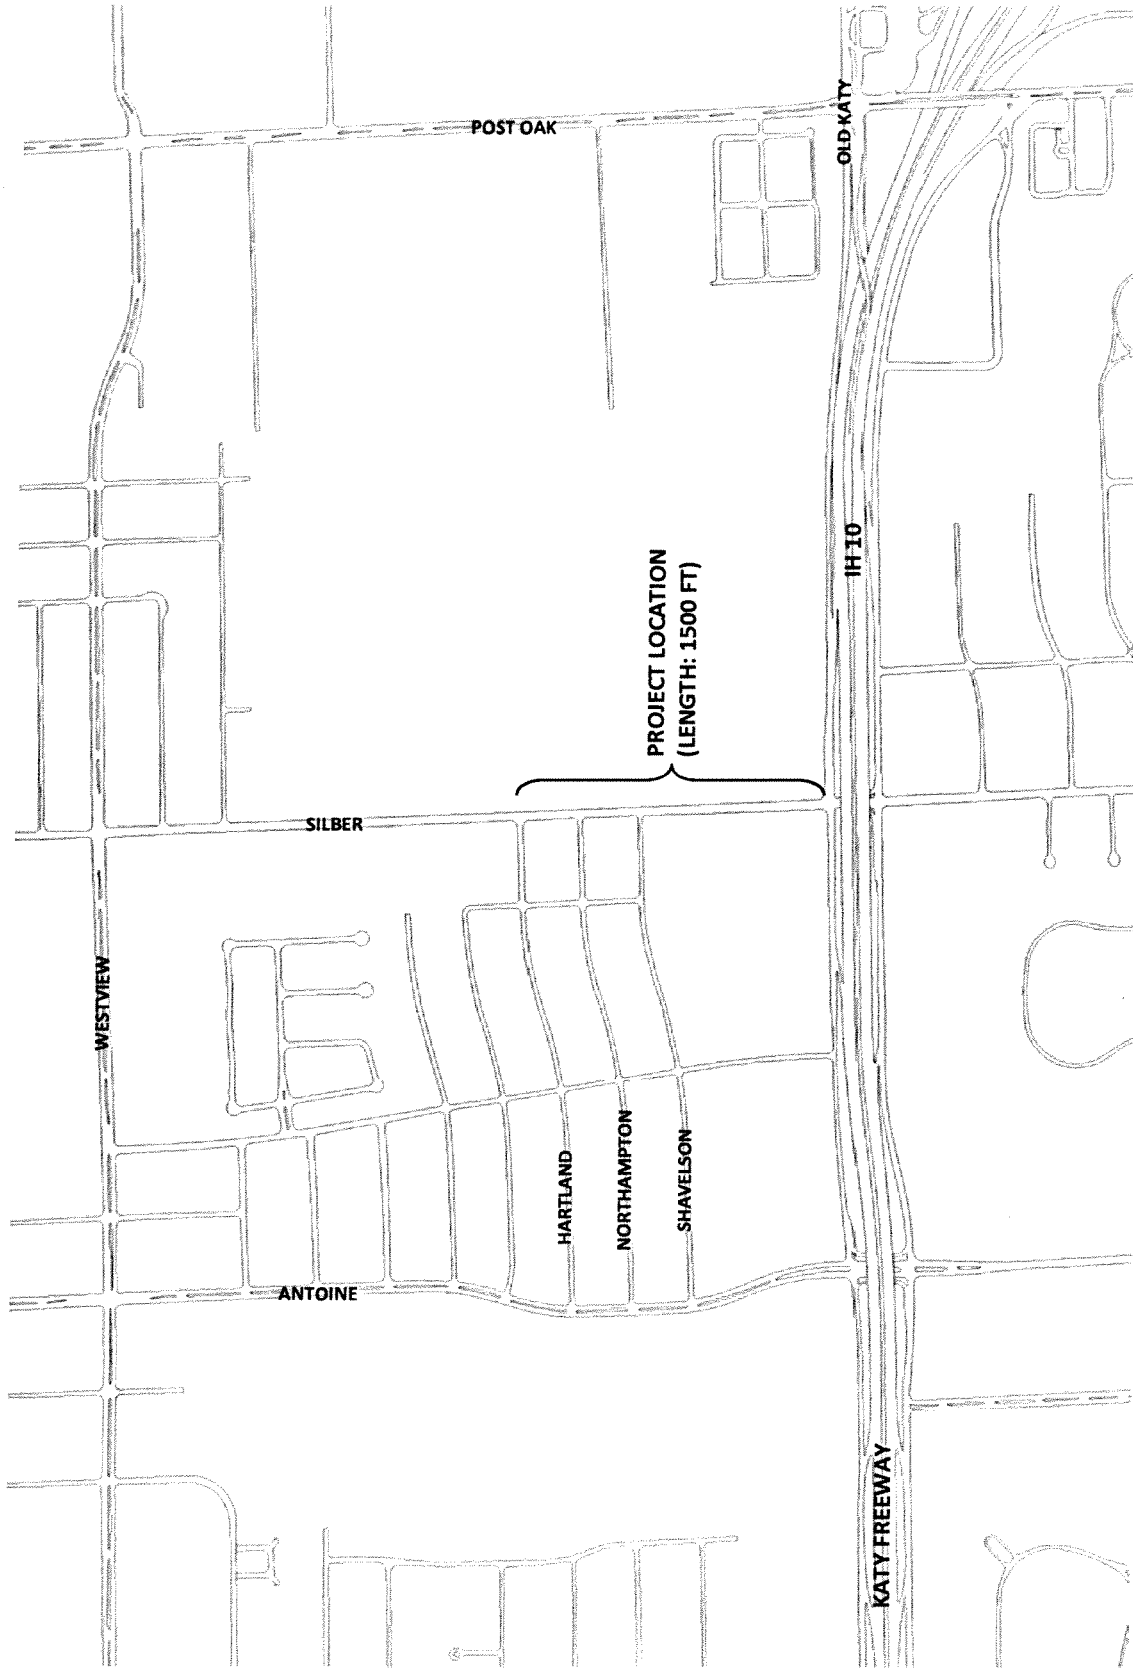 POST OAK
OLD KATY
IH 10
PROJECT LOCATION
(LENGTH: 1500 FT)
SILBER
WESTVIEW
HARTLAND
NORTHAMPTON
SHAVELSON
ANTOINE
KATY FREEWAY